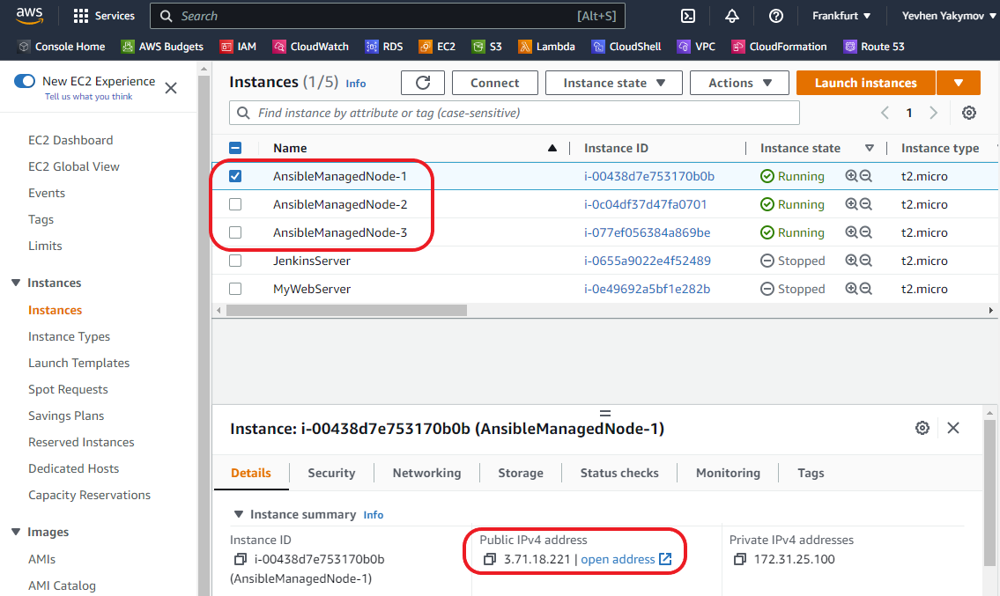 aws Services Search [Alt+S] Frankfurt Yevhen Yakymov
Console Home AWS Budgets IAM CloudWatch RDS EC2 S3 Lambda CloudShell VPC CloudFormation Route 53
New EC2 Experience
Tell us what you think
EC2 Dashboard
EC2 Global View
Events
Tags
Limits
Instances
Instances
Instance Types
Launch Templates
Spot Requests
Savings Plans
Reserved Instances
Dedicated Hosts
Capacity Reservations
Images
AMIs
AMI Catalog
Instances (1/5) Info Connect Instance state Actions Launch instances
Find instance by attribute or tag (case-sensitive) 1
Name Instance ID Instance state Instance type
AnsibleManagedNode-1 i-00438d7e753170b0b Running t2.micro
AnsibleManagedNode-2 i-0c04df37d47fa0701 Running t2.micro
AnsibleManagedNode-3 i-077ef056384a869be Running t2.micro
JenkinsServer i-0655a9022e4f52489 Stopped t2.micro
MyWebServer i-0e49692a5bf1e282b Stopped t2.micro
Instance: i-00438d7e753170b0b (AnsibleManagedNode-1)
Details Security Networking Storage Status checks Monitoring Tags
Instance summary Info
Instance ID
i-00438d7e753170b0b
(AnsibleManagedNode-1)
Public IPv4 address
3.71.18.221 | open address
Private IPv4 addresses
172.31.25.100